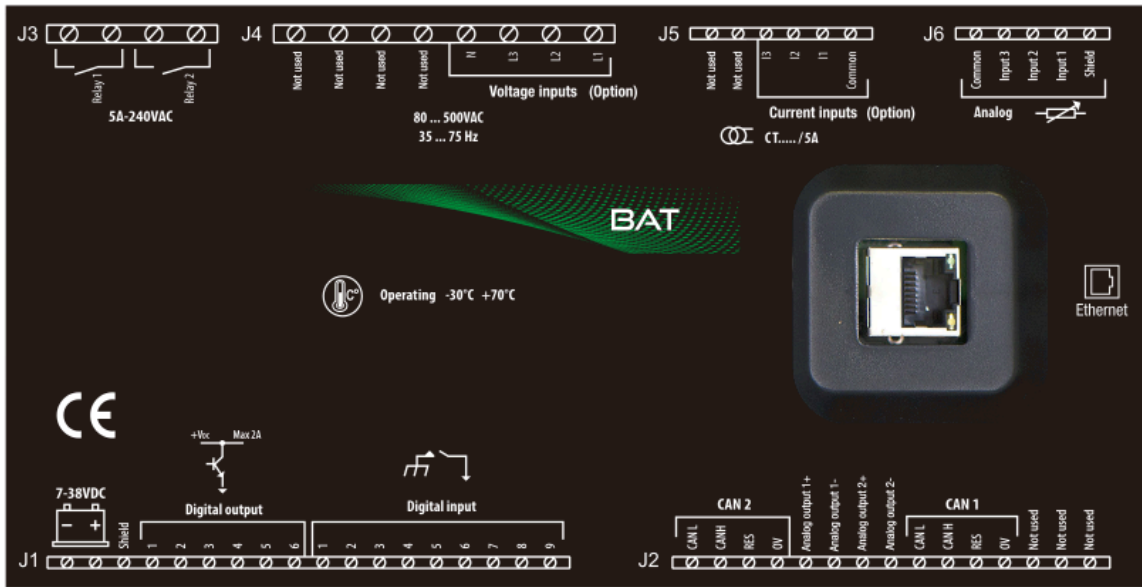 J3
Relay 1
Relay 2
5A-240VAC
J4
Not used
Not used
Not used
Not used
N
L3
L2
L1
Voltage inputs (Option)
80 ... 500VAC
35 ... 75 Hz
J5
Not used
Not used
I3
I2
I1
Common
Current inputs (Option)
CT...../5A
J6
Common
Input 3
Input 2
Input 1
Shield
Analog
BAT
C°
Operating -30°C +70°C
Ethernet
CE
+VDC Max 2A
7-38VDC
- +
Shield
Digital output
1 2 3 4 5 6
Digital input
1 2 3 4 5 6 7 8 9
J1
J2
CAN 2
CAN L
CANH
RES
0V
Analog output 1+
Analog output 1-
Analog output 2+
Analog output 2-
CAN 1
CAN L
CAN H
RES
0V
Not used
Not used
Not used